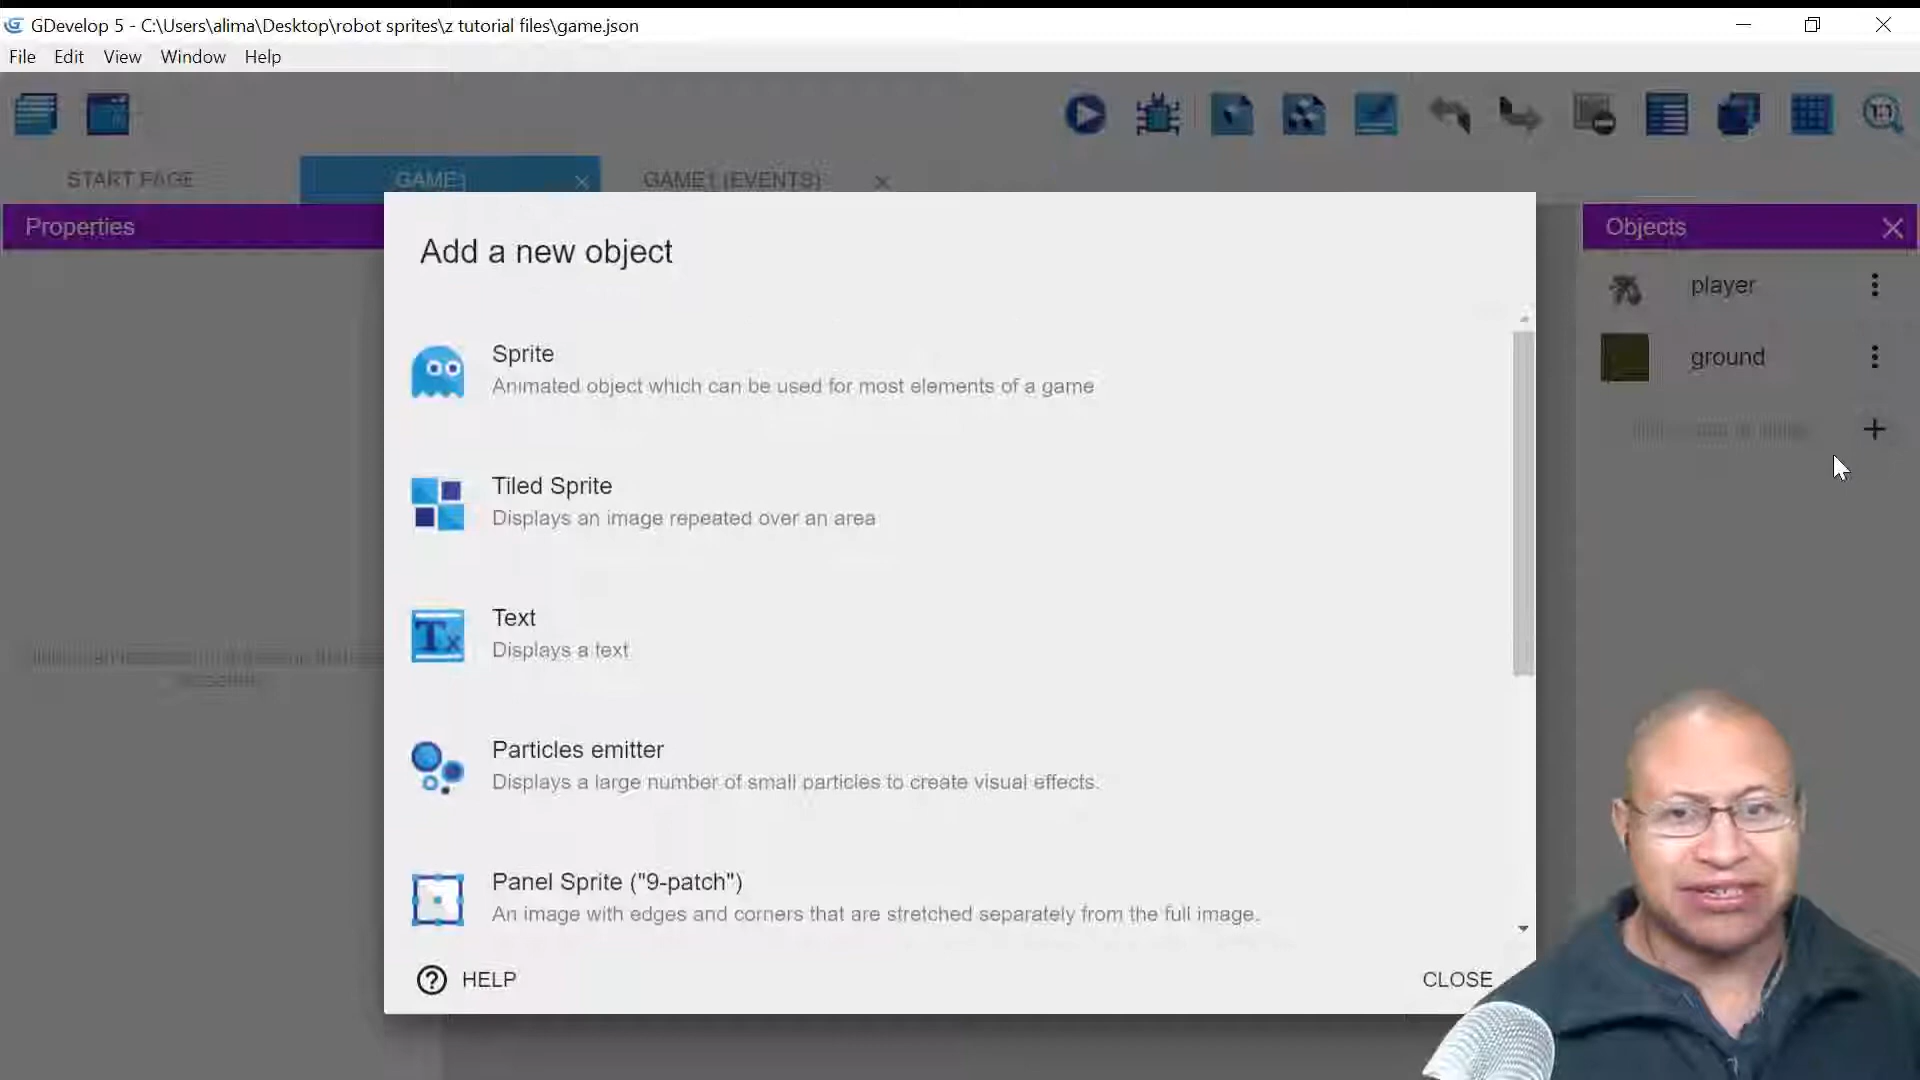 GDevelop 5 - C:\Users\alima\Desktop\robot sprites\z tutorial files\game.json
File Edit View Window Help
1:1
START PAGE
GAME1
GAME1 (EVENTS)
Properties
Objects
Add a new object
player
Sprite
Animated object which can be used for most elements of a game
ground
Tiled Sprite
Displays an image repeated over an area
Text
Displays a text
Tx
Particles emitter
Displays a large number of small particles to create visual effects.
Panel Sprite ("9-patch")
An image with edges and corners that are stretched separately from the full image.
? HELP
CLOSE